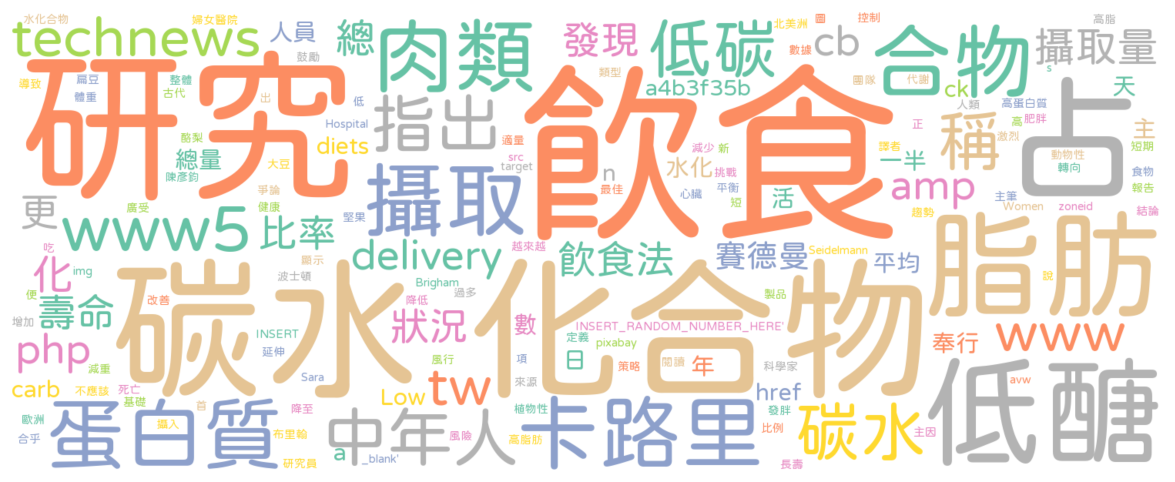 水化合物
婦女醫院
technews
人員
總
肉類
發現
低碳
北美洲
圖
控制
數據
cb
合物
高脂
攝取量
鼓勵
導致
扁豆
體重
整體
古代
研究
出
低
Hospital
酪梨
總量
陳彥鈞
大豆
爭論
diets
指出
適量
src
target
飲食
類型
a4b3f35b
團隊
代謝
ck
s
人類
高蛋白質
高
肥胖
正
激烈
天
占
主
短期
動物性
轉向
食物
報告
譯者
一半
稱
減少
新
水化
挑戰
n
最佳
心臟
平衡
短
活
amp
主筆
趨勢
Women
zoneid
結論
更
廣受
健康
堅果
攝取
www5
比率
吃
img
化
顯示
delivery
越來越
飲食法
賽德曼
Seidelmann
平均
脂肪
波士頓
Brigham
過多
製品
說
便
壽命
改善
碳水化合物
降低
狀況
數
INSERT_RANDOM_NUMBER_HERE'
增加
INSERT
定義
pixabay
奉行
www
php
延伸
風行
日
項
策略
閱讀
年
科學家
減重
carb
不應該
死亡
基礎
Sara
Low
tw
來源
href
avw
低醣
歐洲
合乎
首
攝入
蛋白質
降至
布里翰
研究員
中年人
a
_blank'
風險
植物性
高脂肪
卡路里
發胖
比例
長壽
碳水
主因